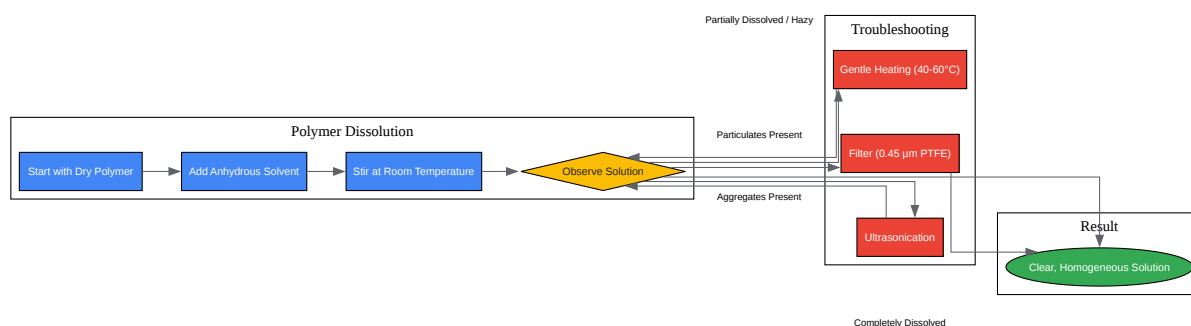 Partially Dissolved / Hazy
Troubleshooting
Gentle Heating (40-60°C)
Polymer Dissolution
Particulates Present
Start with Dry Polymer
Add Anhydrous Solvent
Stir at Room Temperature
Observe Solution
Filter (0.45 µm PTFE)
Aggregates Present
Ultrasonication
Result
Clear, Homogeneous Solution
Completely Dissolved